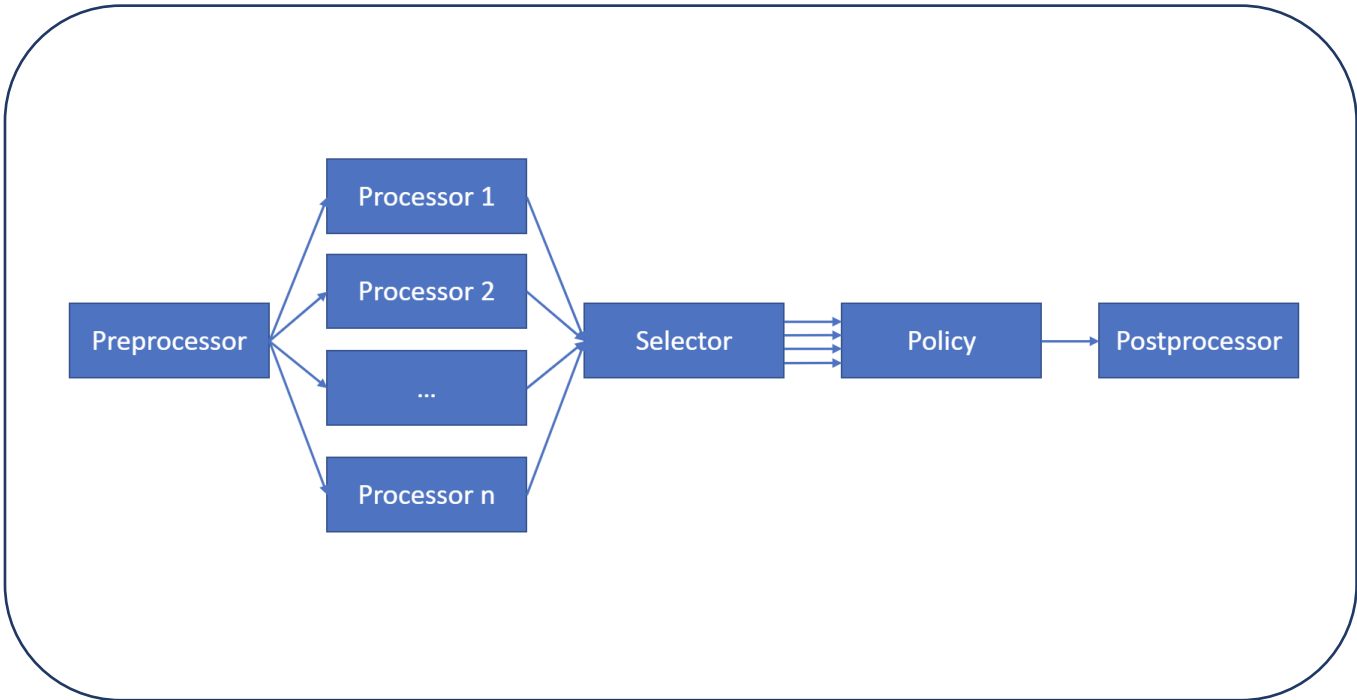 Preprocessor
Processor 1
Processor 2
...
Processor n
Selector
Policy
Postprocessor